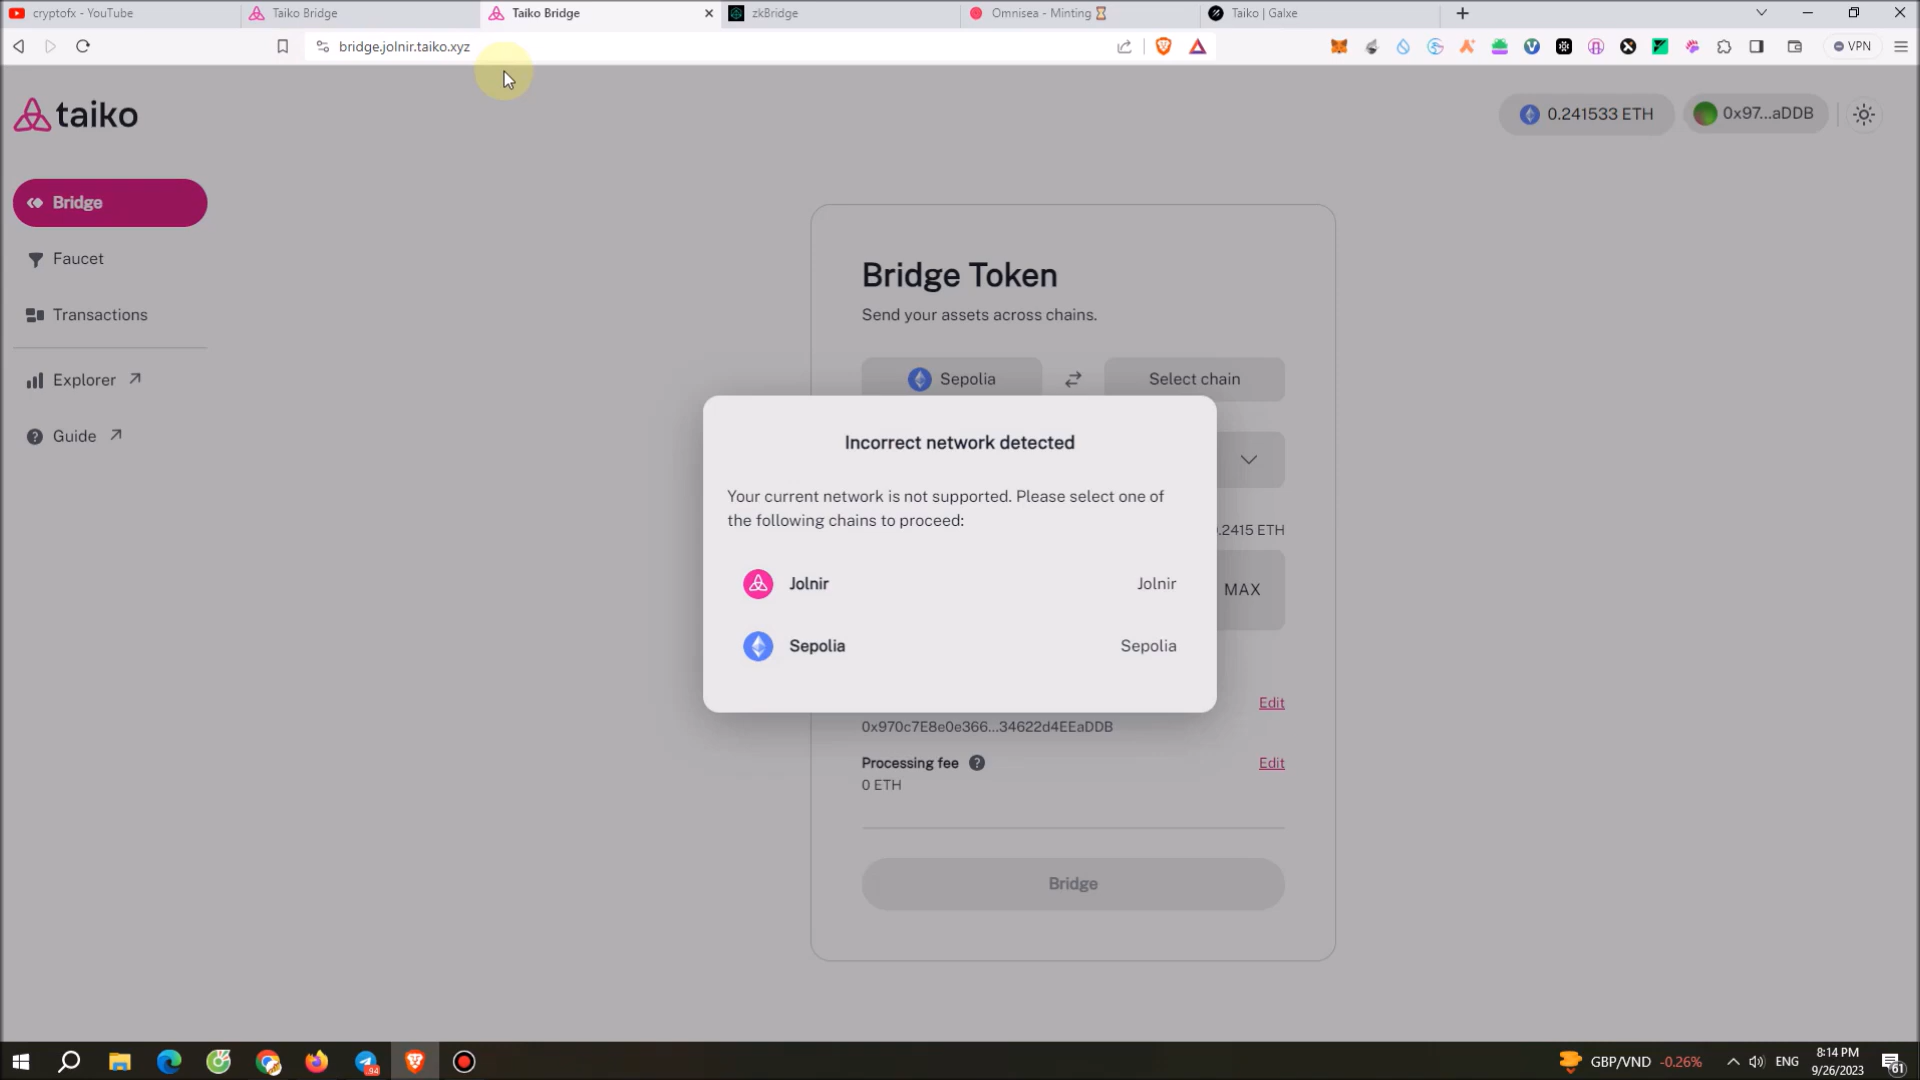 cryptofx - YouTube
Taiko Bridge
Taiko Bridge
zkBridge
Omnisea - Minting
Taiko | Galxe
bridge.jolnir.taiko.xyz
VPN
taiko
0.241533 ETH
0x97...aDDB
Bridge
Faucet
Transactions
Explorer
Guide
Bridge Token
Send your assets across chains.
Sepolia
Select chain
Incorrect network detected
Your current network is not supported. Please select one of
the following chains to proceed:
.2415 ETH
Jolnir
Jolnir
MAX
Sepolia
Sepolia
Edit
0x970c7E8e0e366...34622d4EEaDDB
Processing fee
Edit
0 ETH
Bridge
94
GBP/VND -0.26%
ENG
8:14 PM
9/26/2023
61